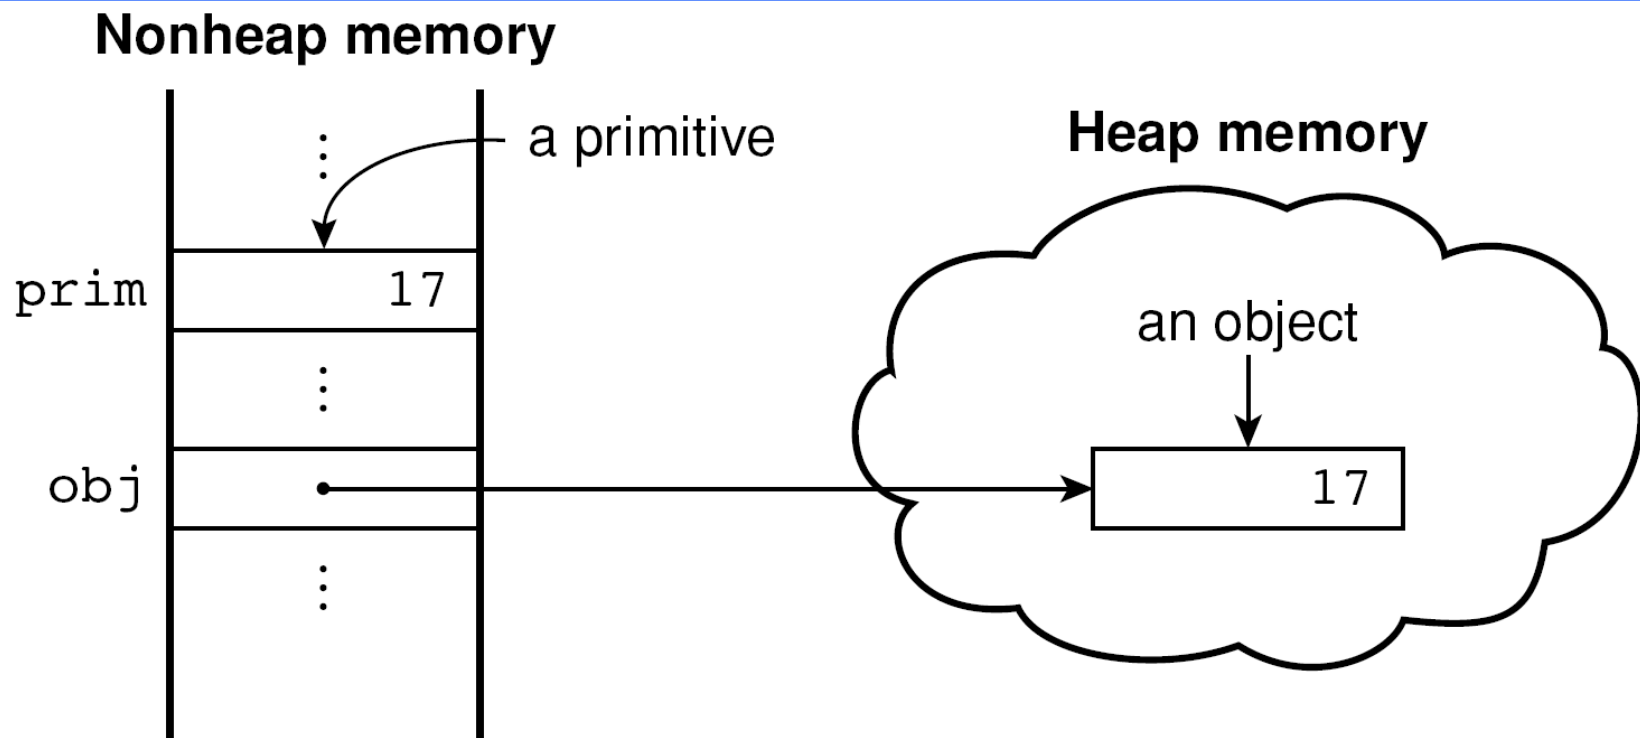 Nonheap memory
a primitive
Heap memory
prim
17
an object
obj
17